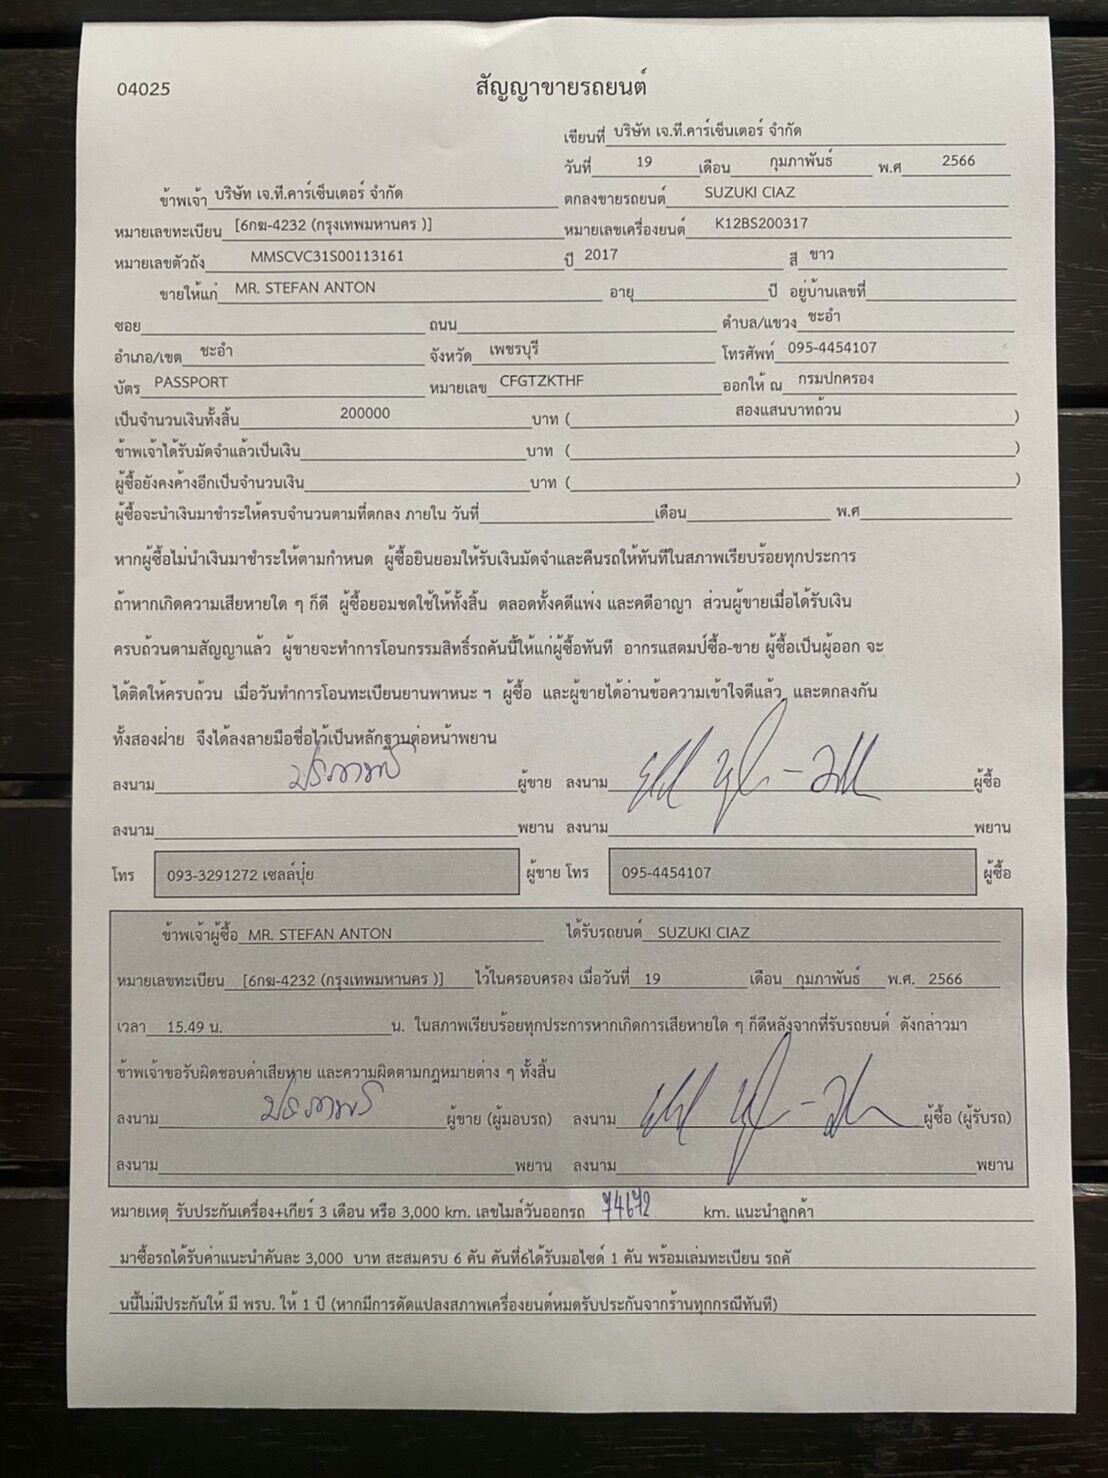 04025
สัญญาขายรถยนต์
เขียนที่ บริษัท เจ.ที.คาร์เซ็นเตอร์ จำกัด
วันที่ 19 เดือน กุมภาพันธ์ พ.ศ 2566
ข้าพเจ้า บริษัท เจ.ที.คาร์เซ็นเตอร์ จำกัด ตกลงขายรถยนต์ SUZUKI CIAZ
หมายเลขทะเบียน [6กฆ-4232 (กรุงเทพมหานคร )] หมายเลขเครื่องยนต์ K12BS200317
หมายเลขตัวถัง MMSCVC31S00113161 ปี 2017 สี ขาว
ขายให้แก่ MR. STEFAN ANTON อายุ ปี อยู่บ้านเลขที่
ซอย ถนน ตำบล/แขวง ชะอำ
อำเภอ/เขต ชะอำ จังหวัด เพชรบุรี โทรศัพท์ 095-4454107
บัตร PASSPORT หมายเลข CFGTZKTHF ออกให้ ณ กรมปกครอง
เป็นจำนวนเงินทั้งสิ้น 200000 บาท ( สองแสนบาทถ้วน )
ข้าพเจ้าได้รับมัดจำแล้วเป็นเงิน บาท ( )
ผู้ซื้อยังคงค้างอีกเป็นจำนวนเงิน บาท ( )
ผู้ซื้อจะนำเงินมาชำระให้ครบจำนวนตามที่ตกลง ภายใน วันที่ เดือน พ.ศ
หากผู้ซื้อไม่นำเงินมาชำระให้ตามกำหนด ผู้ซื้อยินยอมให้รับเงินมัดจำและคืนรถให้ทันทีในสภาพเรียบร้อยทุกประการ
ถ้าหากเกิดความเสียหายใด ๆ ก็ดี ผู้ซื้อยอมชดใช้ให้ทั้งสิ้น ตลอดทั้งคดีแพ่ง และคดีอาญา ส่วนผู้ขายเมื่อได้รับเงิน
ครบถ้วนตามสัญญาแล้ว ผู้ขายจะทำการโอนกรรมสิทธิ์รถคันนี้ให้แก่ผู้ซื้อทันที อากรแสตมป์ซื้อ-ขาย ผู้ซื้อเป็นผู้ออก จะ
ได้ติดให้ครบถ้วน เมื่อวันทำการโอนทะเบียนยานพาหนะ ฯ ผู้ซื้อ และผู้ขายได้อ่านข้อความเข้าใจดีแล้ว และตกลงกัน
ทั้งสองฝ่าย จึงได้ลงลายมือชื่อไว้เป็นหลักฐานต่อหน้าพยาน
ลงนาม ผู้ขาย ลงนาม ผู้ซื้อ
ลงนาม พยาน ลงนาม พยาน
โทร 093-3291272 เซลล์ปุ๋ย ผู้ขาย โทร 095-4454107 ผู้ซื้อ
ข้าพเจ้าผู้ซื้อ MR. STEFAN ANTON ได้รับรถยนต์ SUZUKI CIAZ
หมายเลขทะเบียน [6กฆ-4232 (กรุงเทพมหานคร )] ไว้ในครอบครอง เมื่อวันที่ 19 เดือน กุมภาพันธ์ พ.ศ. 2566
เวลา 15.49 น. น. ในสภาพเรียบร้อยทุกประการหากเกิดการเสียหายใด ๆ ก็ดีหลังจากที่รับรถยนต์ ดังกล่าวมา
ข้าพเจ้าขอรับผิดชอบค่าเสียหาย และความผิดตามกฎหมายต่าง ๆ ทั้งสิ้น
ลงนาม ผู้ขาย (ผู้มอบรถ) ลงนาม ผู้ซื้อ (ผู้รับรถ)
ลงนาม พยาน ลงนาม พยาน
หมายเหตุ รับประกันเครื่อง+เกียร์ 3 เดือน หรือ 3,000 km. เลขไมล์วันออกรถ 74672 km. แนะนำลูกค้า
มาซื้อรถได้รับค่าแนะนำคันละ 3,000 บาท สะสมครบ 6 คัน คันที่6ได้รับมอไซด์ 1 คัน พร้อมเล่มทะเบียน รถคั
นนี้ไม่มีประกันให้ มี พรบ. ให้ 1 ปี (หากมีการดัดแปลงสภาพเครื่องยนต์หมดรับประกันจากร้านทุกกรณีทันที)